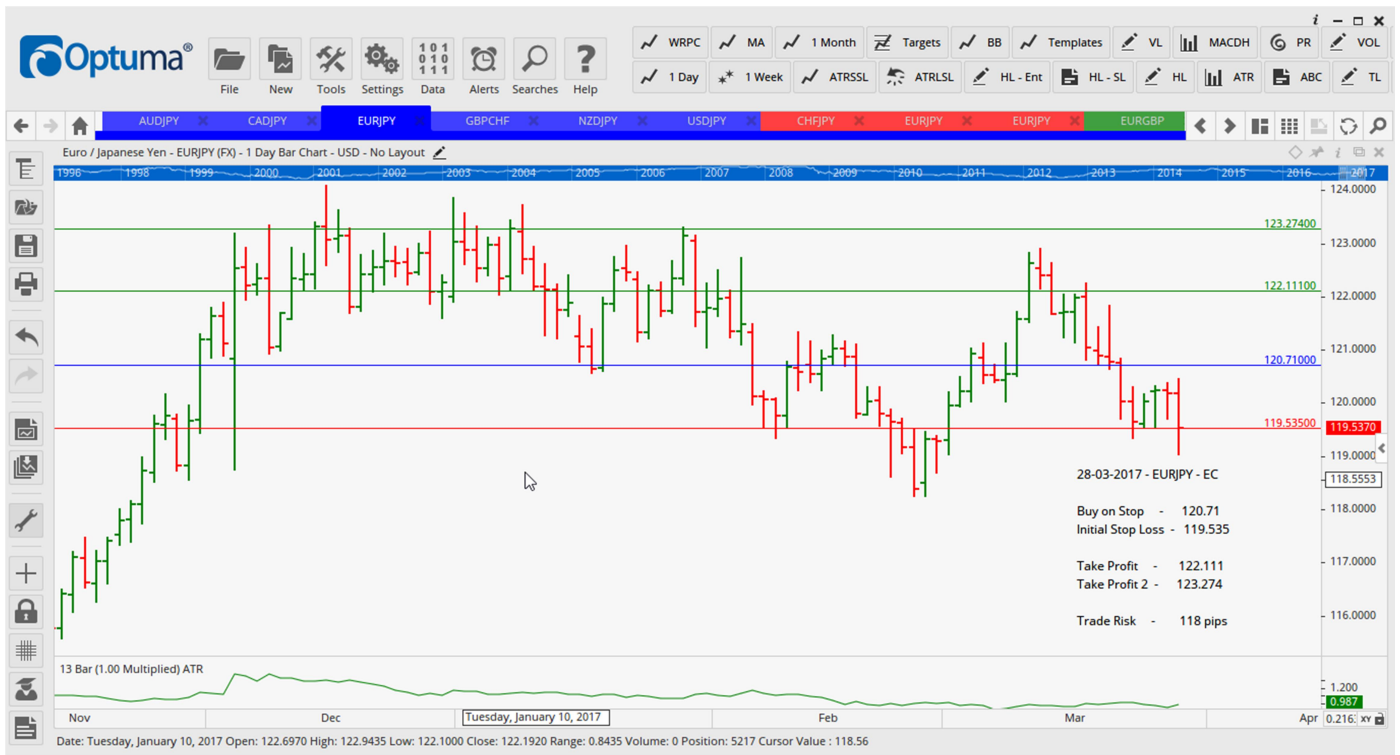 i
Optuma®
File New Tools Settings Data Alerts Searches Help
WRPC MA 1 Month Targets BB Templates VL MACDH PR VOL
1 Day 1 Week ATRSSL ATRLSL HL - Ent HL - SL HL ATR ABC TL
101
010
111
AUDJPY CADJPY EURJPY GBPCHF NZDJPY USDJPY CHFJPY EURJPY EURJPY EURGBP
Euro / Japanese Yen - EURJPY (FX) - 1 Day Bar Chart - USD - No Layout
1996 1998 1999 2000 2001 2002 2003 2004 2005 2006 2007 2008 2009 2010 2011 2012 2013 2014 2015 2016 2017
124.0000
123.27400
123.0000
122.11100
122.0000
121.0000
120.71000
120.0000
119.53500
119.5370
119.0000
118.5553
118.0000
117.0000
116.0000
28-03-2017 - EURJPY - EC
Buy on Stop - 120.71
Initial Stop Loss - 119.535
Take Profit - 122.111
Take Profit 2 - 123.274
Trade Risk - 118 pips
13 Bar (1.00 Multiplied) ATR
1.200
0.987
Nov Dec Tuesday, January 10, 2017 Feb Mar Apr 0.216: XY
Date: Tuesday, January 10, 2017 Open: 122.6970 High: 122.9435 Low: 122.1000 Close: 122.1920 Range: 0.8435 Volume: 0 Position: 5217 Cursor Value : 118.56